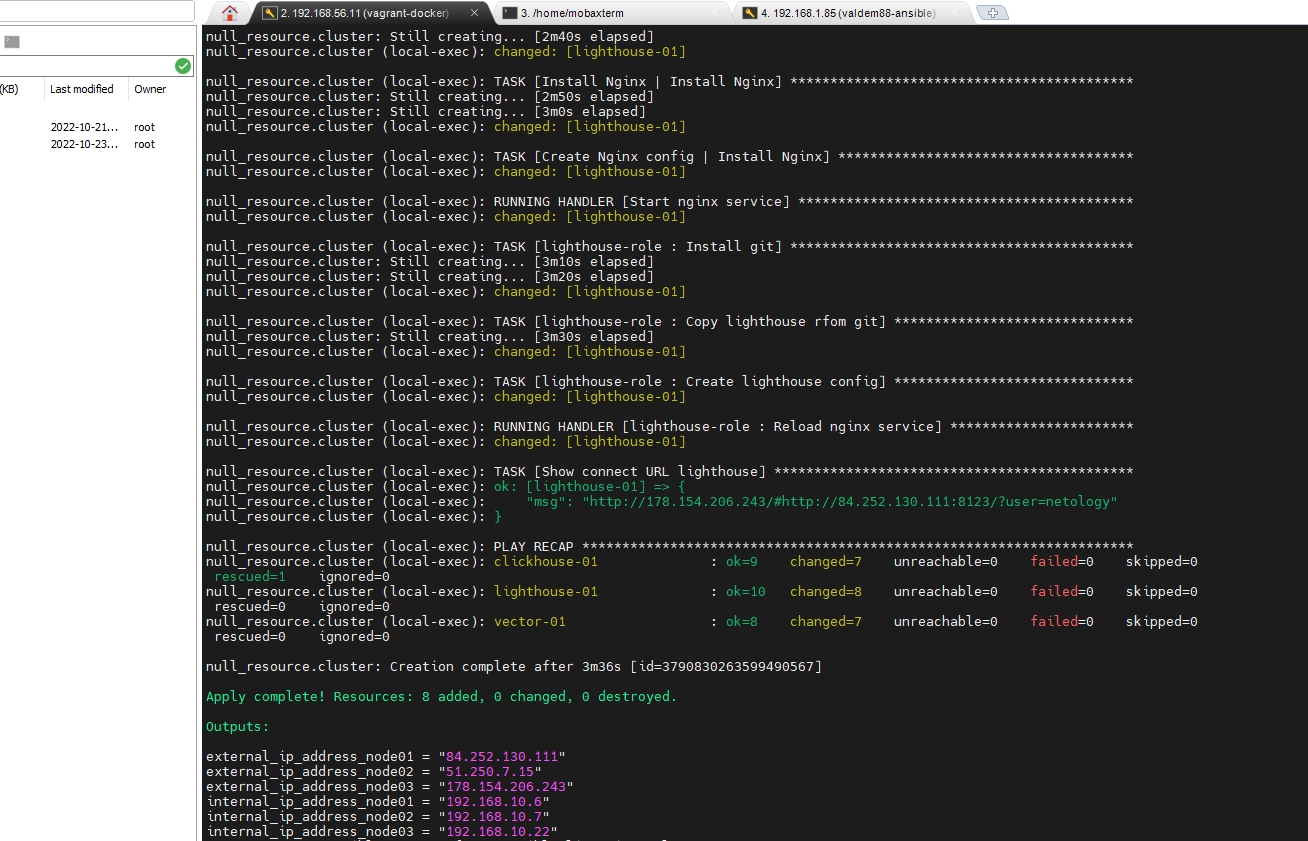 2. 192.168.56.11 (vagrant-docker)
3. /home/mobaxterm
4. 192.168.1.85 (valdem88-ansible)
(KB) Last modified Owner
2022-10-21... root
2022-10-23... root
null_resource.cluster: Still creating... [2m40s elapsed]
null_resource.cluster (local-exec): changed: [lighthouse-01]
null_resource.cluster (local-exec): TASK [Install Nginx | Install Nginx] *******************************************
null_resource.cluster: Still creating... [2m50s elapsed]
null_resource.cluster: Still creating... [3m0s elapsed]
null_resource.cluster (local-exec): changed: [lighthouse-01]
null_resource.cluster (local-exec): TASK [Create Nginx config | Install Nginx] *************************************
null_resource.cluster (local-exec): changed: [lighthouse-01]
null_resource.cluster (local-exec): RUNNING HANDLER [Start nginx service] ******************************************
null_resource.cluster (local-exec): changed: [lighthouse-01]
null_resource.cluster (local-exec): TASK [lighthouse-role : Install git] *******************************************
null_resource.cluster: Still creating... [3m10s elapsed]
null_resource.cluster: Still creating... [3m20s elapsed]
null_resource.cluster (local-exec): changed: [lighthouse-01]
null_resource.cluster (local-exec): TASK [lighthouse-role : Copy lighthouse rfom git] ******************************
null_resource.cluster: Still creating... [3m30s elapsed]
null_resource.cluster (local-exec): changed: [lighthouse-01]
null_resource.cluster (local-exec): TASK [lighthouse-role : Create lighthouse config] ******************************
null_resource.cluster (local-exec): changed: [lighthouse-01]
null_resource.cluster (local-exec): RUNNING HANDLER [lighthouse-role : Reload nginx service] ***********************
null_resource.cluster (local-exec): changed: [lighthouse-01]
null_resource.cluster (local-exec): TASK [Show connect URL lighthouse] *********************************************
null_resource.cluster (local-exec): ok: [lighthouse-01] => {
null_resource.cluster (local-exec):     "msg": "http://178.154.206.243/#http://84.252.130.111:8123/?user=netology"
null_resource.cluster (local-exec): }
null_resource.cluster (local-exec): PLAY RECAP *********************************************************************
null_resource.cluster (local-exec): clickhouse-01 : ok=9 changed=7 unreachable=0 failed=0 skipped=0
rescued=1 ignored=0
null_resource.cluster (local-exec): lighthouse-01 : ok=10 changed=8 unreachable=0 failed=0 skipped=0
rescued=0 ignored=0
null_resource.cluster (local-exec): vector-01 : ok=8 changed=7 unreachable=0 failed=0 skipped=0
rescued=0 ignored=0
null_resource.cluster: Creation complete after 3m36s [id=3790830263599490567]
Apply complete! Resources: 8 added, 0 changed, 0 destroyed.
Outputs:
external_ip_address_node01 = "84.252.130.111"
external_ip_address_node02 = "51.250.7.15"
external_ip_address_node03 = "178.154.206.243"
internal_ip_address_node01 = "192.168.10.6"
internal_ip_address_node02 = "192.168.10.7"
internal_ip_address_node03 = "192.168.10.22"